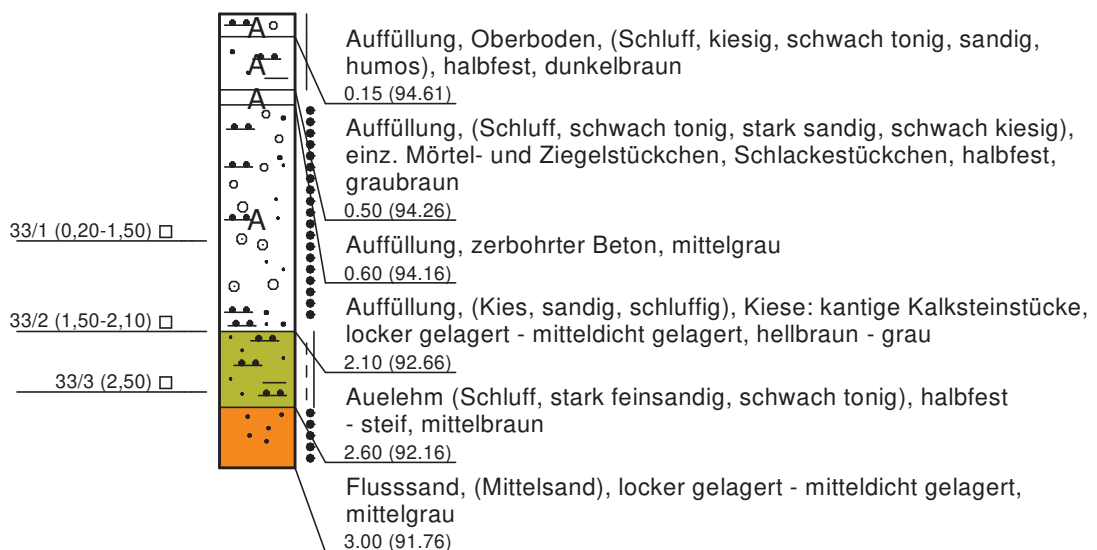 A
A
A
A
Auffüllung, Oberboden, (Schluff, kiesig, schwach tonig, sandig,
humos), halbfest, dunkelbraun
0.15 (94.61)
Auffüllung, (Schluff, schwach tonig, stark sandig, schwach kiesig),
einz. Mörtel- und Ziegelstückchen, Schlackestückchen, halbfest,
graubraun
0.50 (94.26)
33/1 (0,20-1,50)
Auffüllung, zerbohrter Beton, mittelgrau
0.60 (94.16)
33/2 (1,50-2,10)
Auffüllung, (Kies, sandig, schluffig), Kiese: kantige Kalksteinstücke,
locker gelagert - mitteldicht gelagert, hellbraun - grau
2.10 (92.66)
33/3 (2,50)
Auelehm (Schluff, stark feinsandig, schwach tonig), halbfest
- steif, mittelbraun
2.60 (92.16)
Flusssand, (Mittelsand), locker gelagert - mitteldicht gelagert,
mittelgrau
3.00 (91.76)